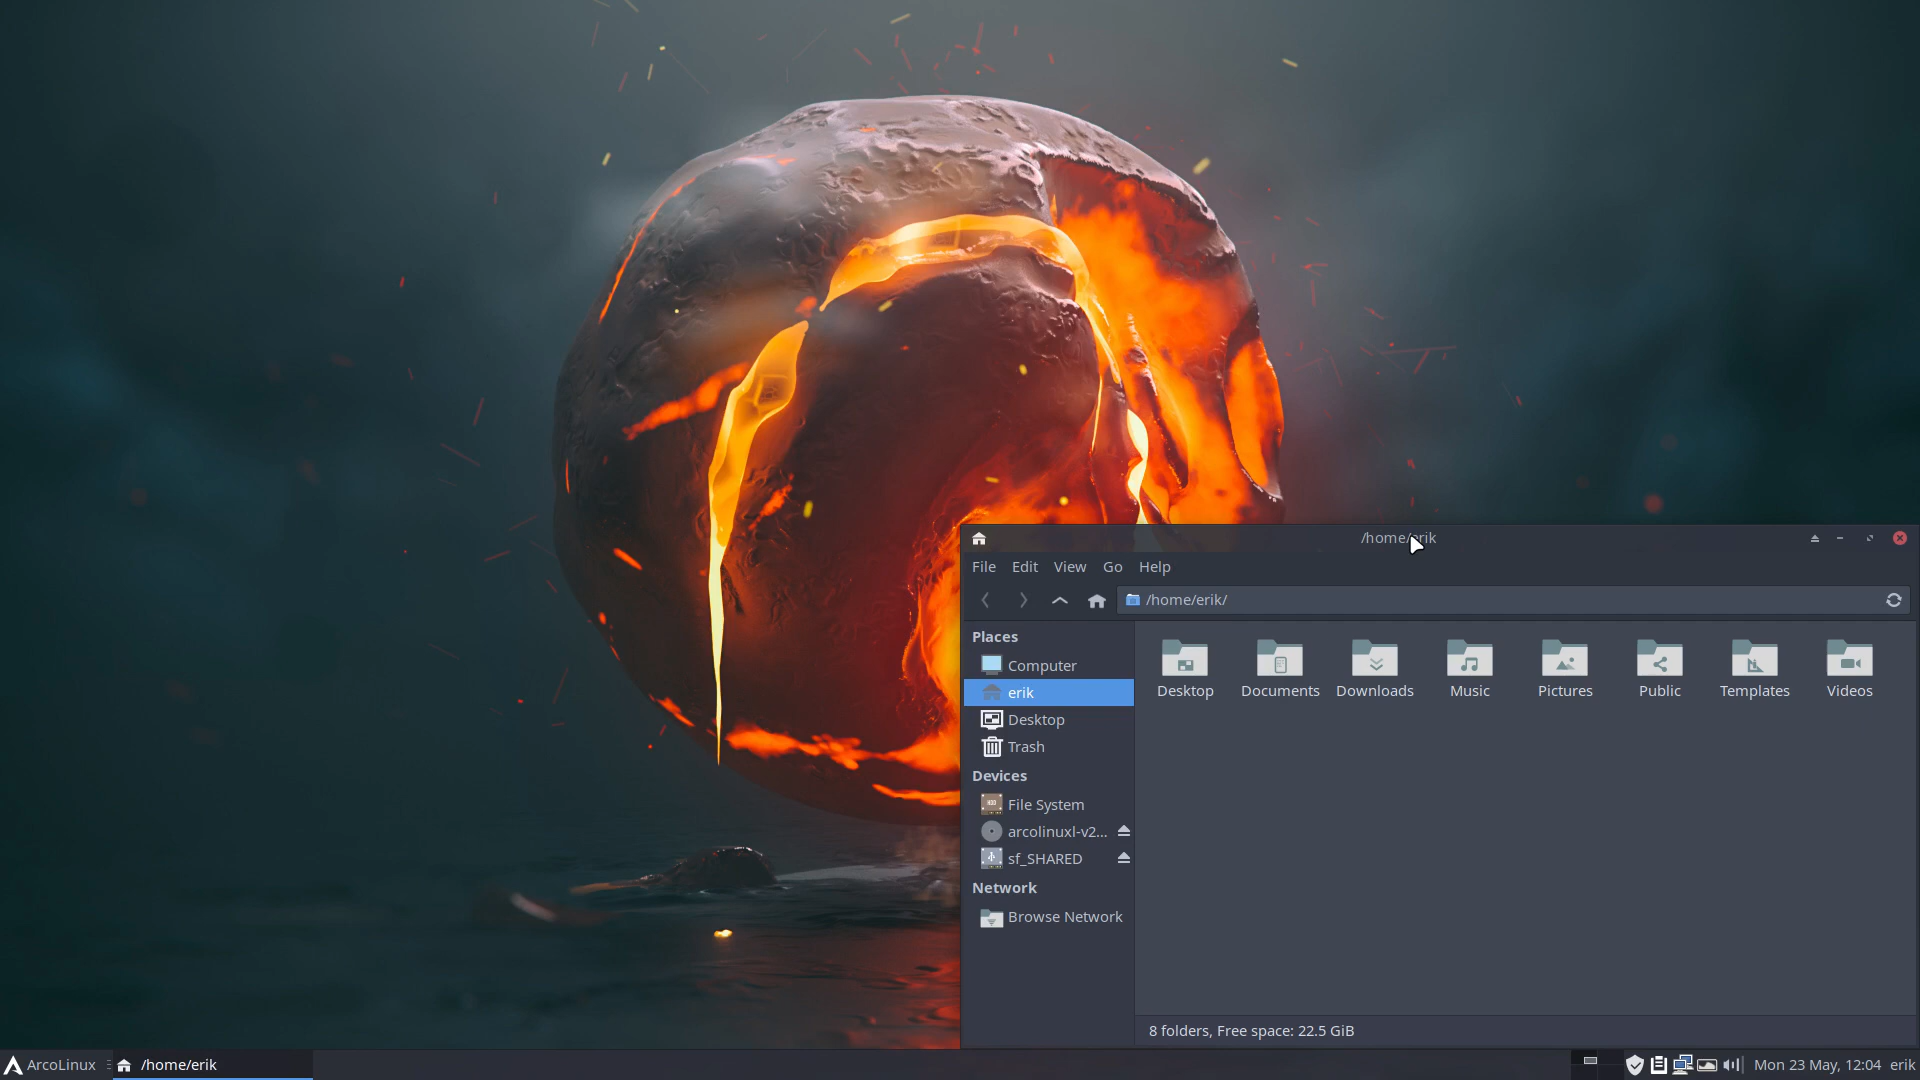 /home/erik
File Edit View Go Help
/home/erik/
Places
Computer
erik
Desktop
Trash
Devices
File System
arcolinuxl-v2...
sf_SHARED
Network
Browse Network
Desktop Documents Downloads Music Pictures Public Templates Videos
8 folders, Free space: 22.5 GiB
ArcoLinux /home/erik Mon 23 May, 12:04 erik